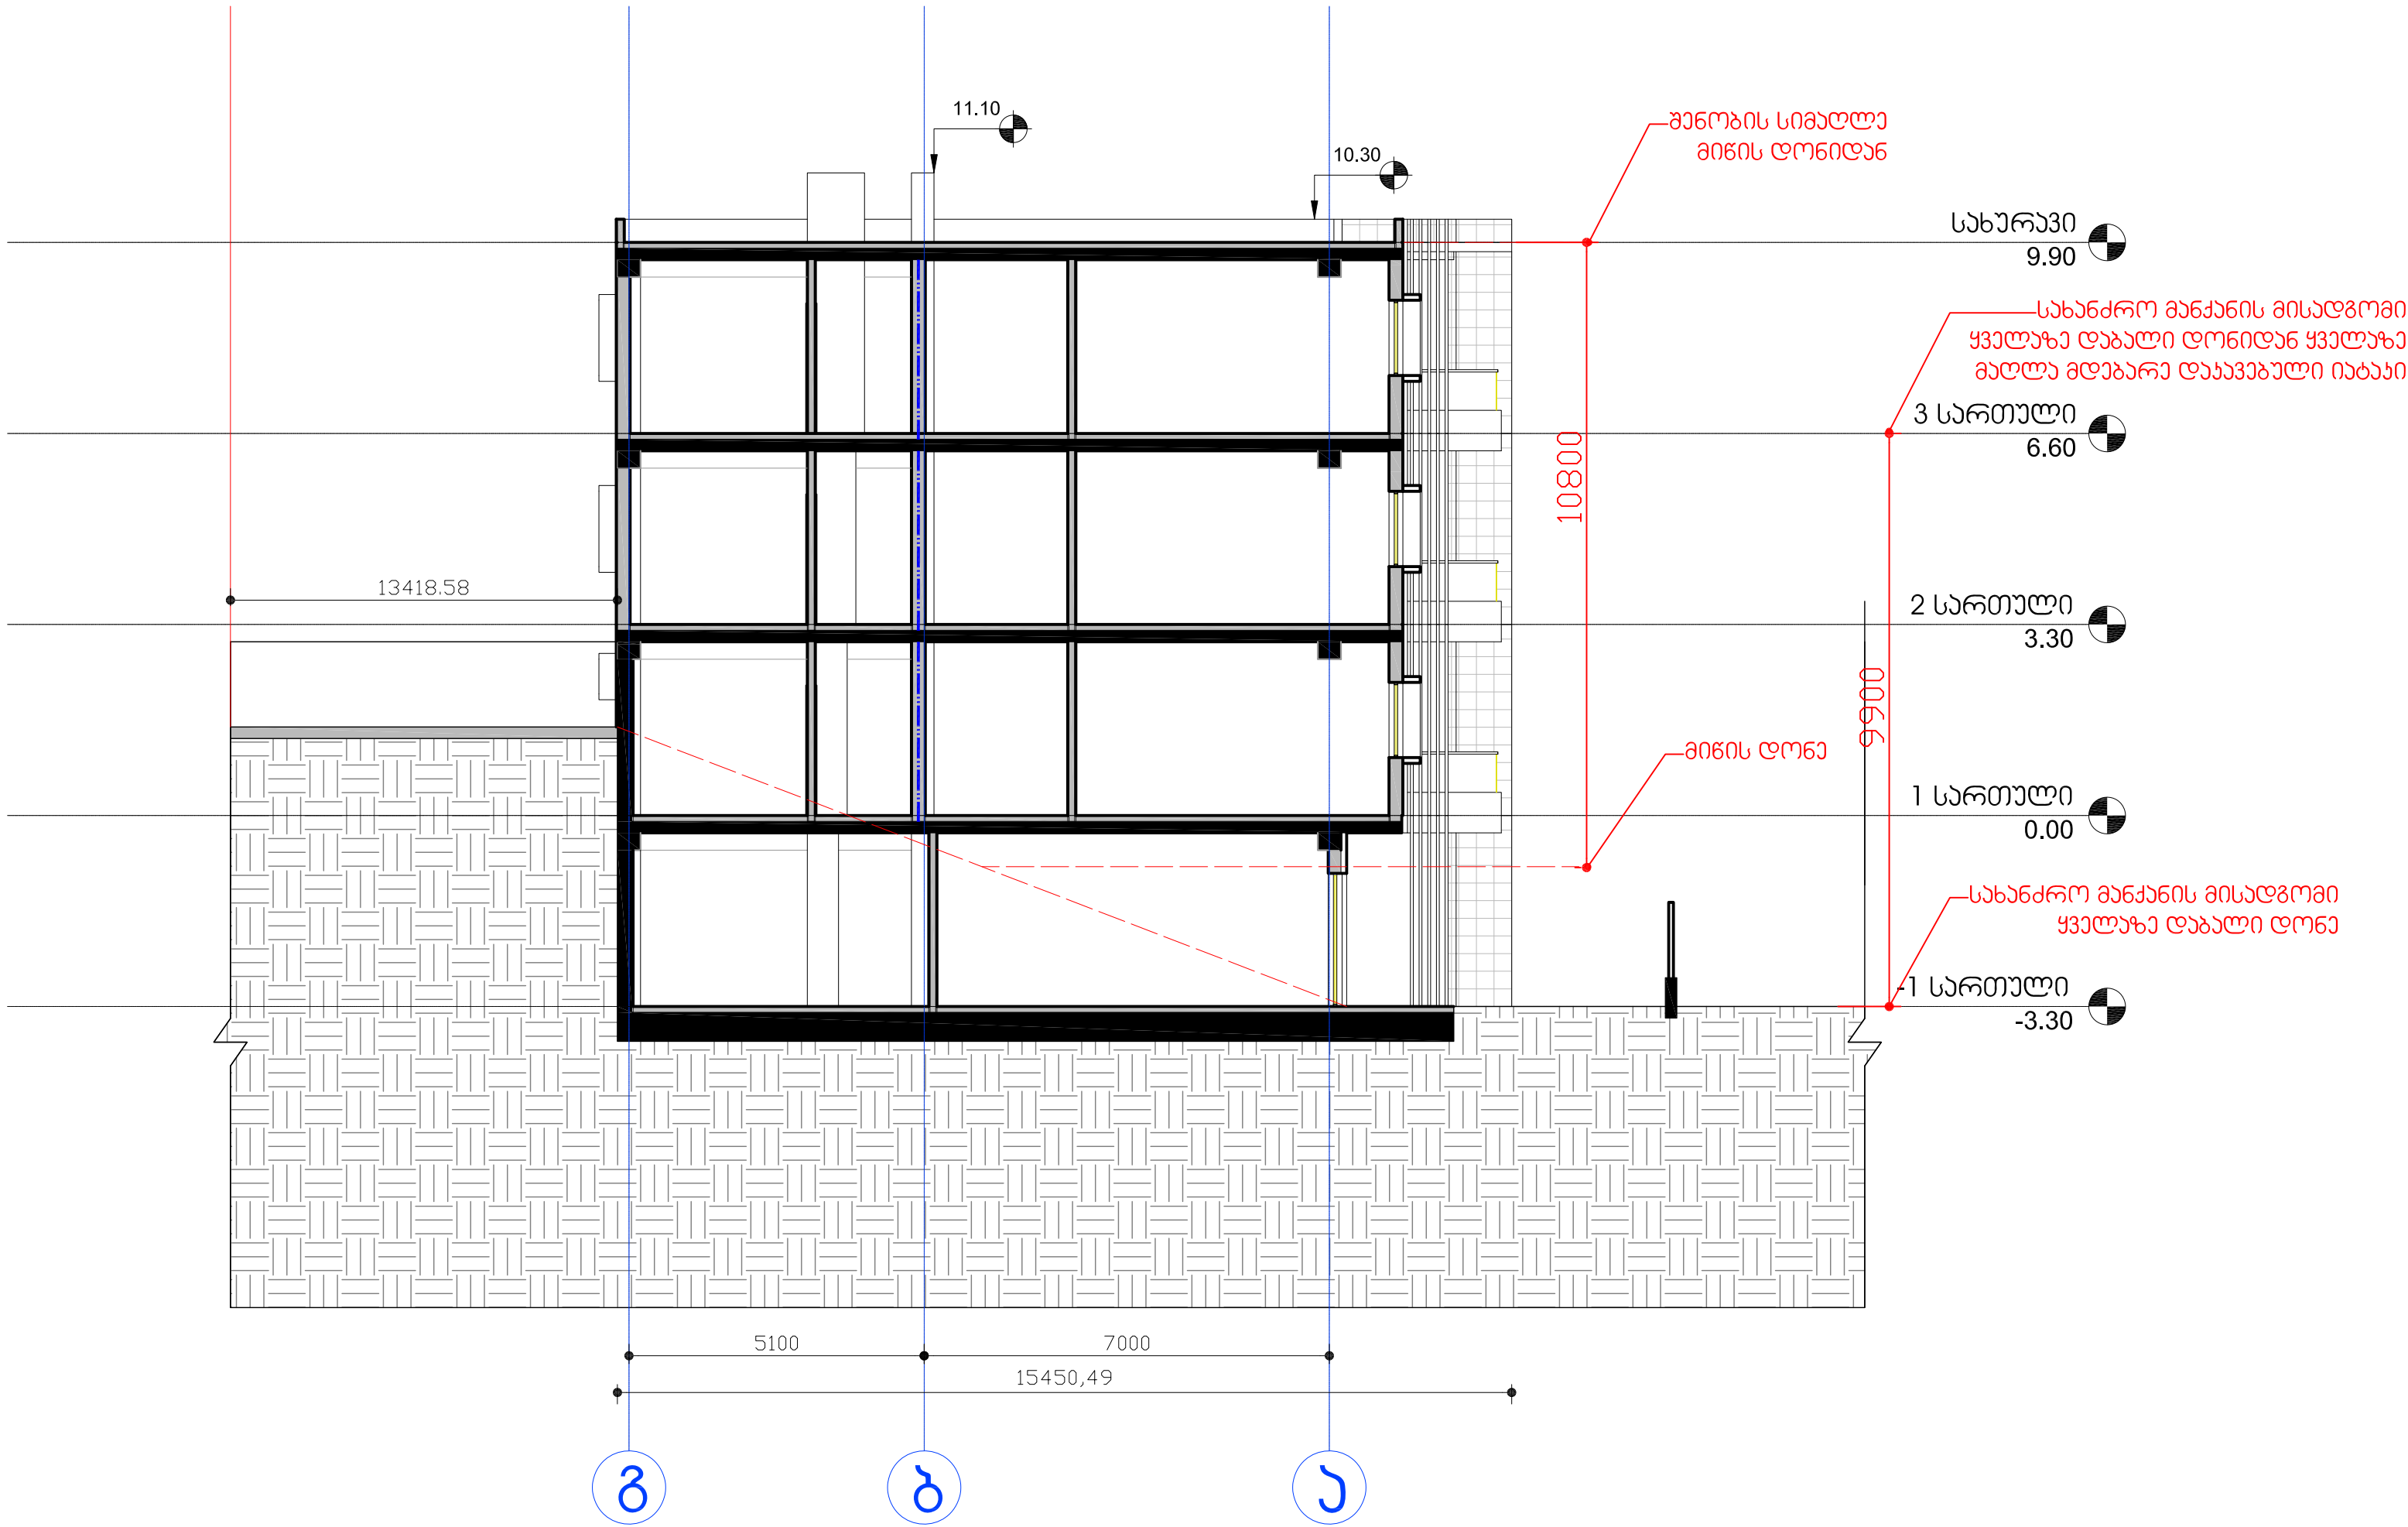 11.10
10.30
შენობის სიმაღლე
მიწის დონიდან
სახურავი
9.90
სახანძრო მანქანის მისადგომი
ყველაზე დაბალი დონიდან ყველაზე
მაღლა მდებარე დაკავებული იატაკი
3 სართული
6.60
10800
13418.58
2 სართული
3.30
9900
მიწის დონე
1 სართული
0.00
სახანძრო მანქანის მისადგომი
ყველაზე დაბალი დონე
-1 სართული
-3.30
5100
7000
15450,49
გ
ბ
ა